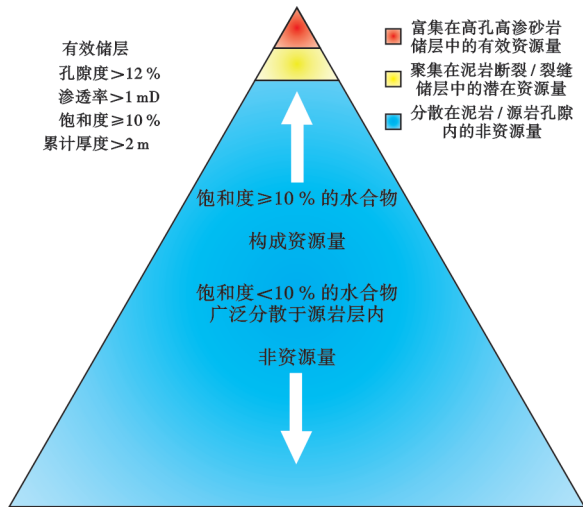 有效储层
孔隙度>12%
渗透率>1 mD
饱和度≥10%
累计厚度>2 m
富集在高孔高渗砂岩
储层中的有效资源量
聚集在泥岩断裂/裂缝
储层中的潜在资源量
分散在泥岩/源岩孔隙
内的非资源量
饱和度≥10%的水合物
构成资源量
饱和度<10%的水合物
广泛分散于源岩层内
非资源量